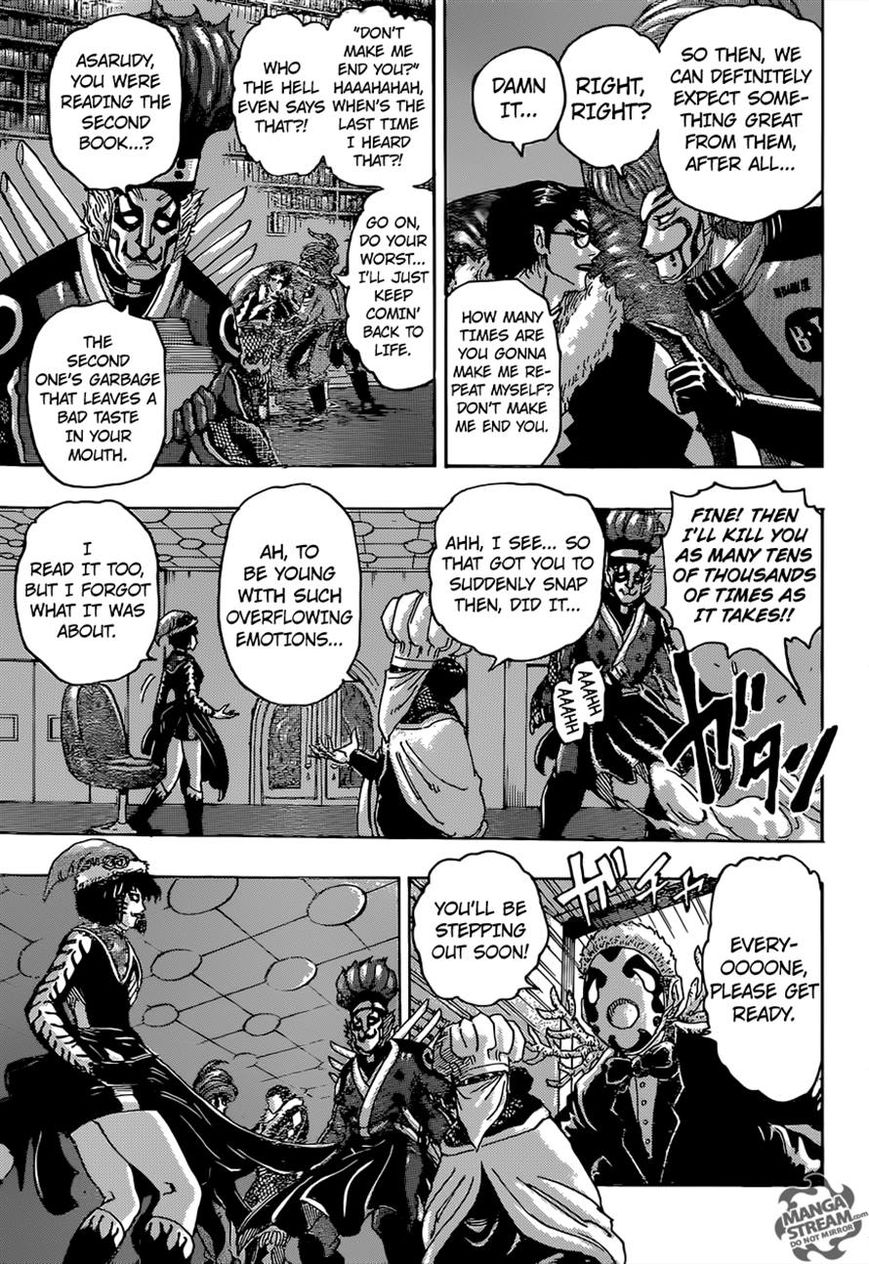 SO THEN, WE
CAN DEFINITELY
EXPECT SOME-
THING GREAT
FROM THEM,
AFTER ALL...
RIGHT,
RIGHT?
DAMN
IT...
HOW MANY
TIMES ARE
YOU GONNA
MAKE ME RE-
PEAT MYSELF?
DON'T MAKE
ME END YOU.
"DON'T
MAKE ME
END YOU?"
HAAAHAHAH,
WHEN'S THE
LAST TIME
I HEARD
THAT?!
WHO
THE HELL
EVEN SAYS
THAT?!
GO ON,
DO YOUR
WORST...
I'LL JUST
KEEP
COMIN'
BACK TO
LIFE.
ASARUDY,
YOU WERE
READING THE
SECOND
BOOK...?
THE
SECOND
ONE'S GARBAGE
THAT LEAVES A
BAD TASTE
IN YOUR
MOUTH.
FINE! THEN
I'LL KILL YOU
AS MANY TENS
OF THOUSANDS
OF TIMES AS
IT TAKES!!
AAAHH
AAAHH
ガタン
AHH, I SEE... SO
THAT GOT YOU TO
SUDDENLY SNAP
THEN, DID IT...
AH, TO
BE YOUNG
WITH SUCH
OVERFLOWING
EMOTIONS...
I
READ IT TOO,
BUT I FORGOT
WHAT IT WAS
ABOUT.
ガチャ
EVERY-
OOOONE,
PLEASE GET
READY.
YOU'LL BE
STEPPING
OUT SOON!
MANGA
STREAM.com
DO NOT MIRROR